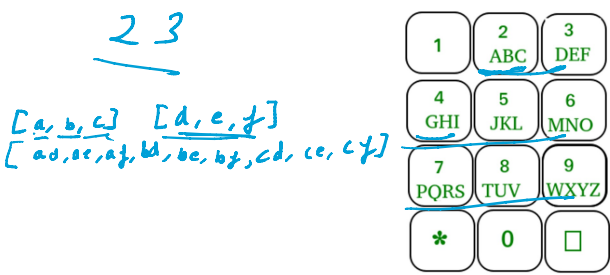 2 3
[a, b, c] [d, e, f]
[ad, ae, af, bd, be, bf, cd, ce, cf]
1 2 3
ABC DEF
4 5 6
GHI JKL MNO
7 8 9
PQRS TUV WXYZ
* 0 □